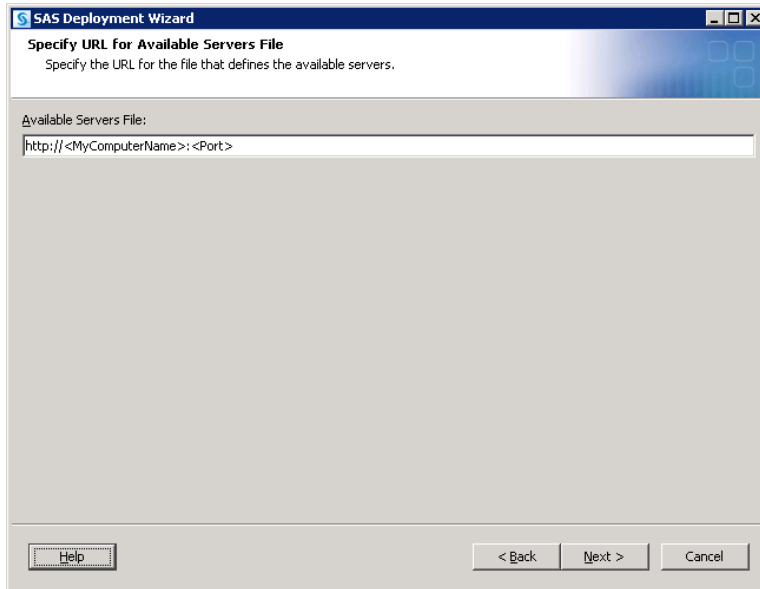 SAS Deployment Wizard
Specify URL for Available Servers File
Specify the URL for the file that defines the available servers.
Available Servers File:
http://<MyComputerName>:<Port>
Help
< Back
Next >
Cancel